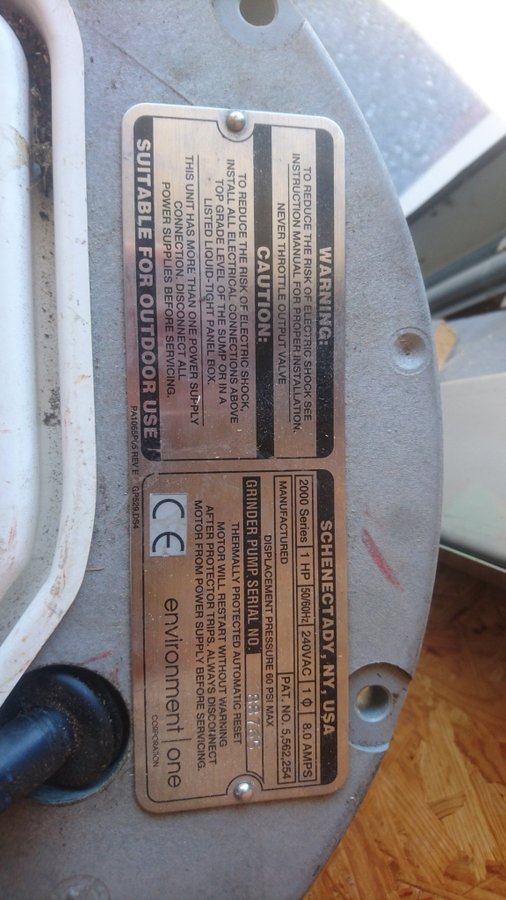 WARNING:
TO REDUCE THE RISK OF ELECTRIC SHOCK SEE
INSTRUCTION MANUAL FOR PROPER INSTALLATION.
NEVER THROTTLE OUTPUT VALVE
CAUTION:
TO REDUCE THE RISK OF ELECTRIC SHOCK,
INSTALL ALL ELECTRICAL CONNECTIONS ABOVE
TOP GRADE LEVEL OF THE SUMP OR IN A
LISTED LIQUID-TIGHT PANEL BOX.
THIS UNIT HAS MORE THAN ONE POWER SUPPLY
CONNECTION, DISCONNECT ALL
POWER SUPPLIES BEFORE SERVICING.
SUITABLE FOR OUTDOOR USE
REV E
SCHENECTADY, NY, USA
2000 Series 1 HP 50/60Hz 240VAC 1 Φ 8.0 AMPS
MANUFACTURED PAT. NO. 5,562,254
DISPLACEMENT PRESSURE 60 PSI MAX
GRINDER PUMP SERIAL NO.
THERMALLY PROTECTED AUTOMATIC RESET
MOTOR WILL RESTART WITHOUT WARNING
AFTER PROTECTOR TRIPS. ALWAYS DISCONNECT
MOTOR FROM POWER SUPPLY BEFORE SERVICING.
CE
environment|one
CORPORATION